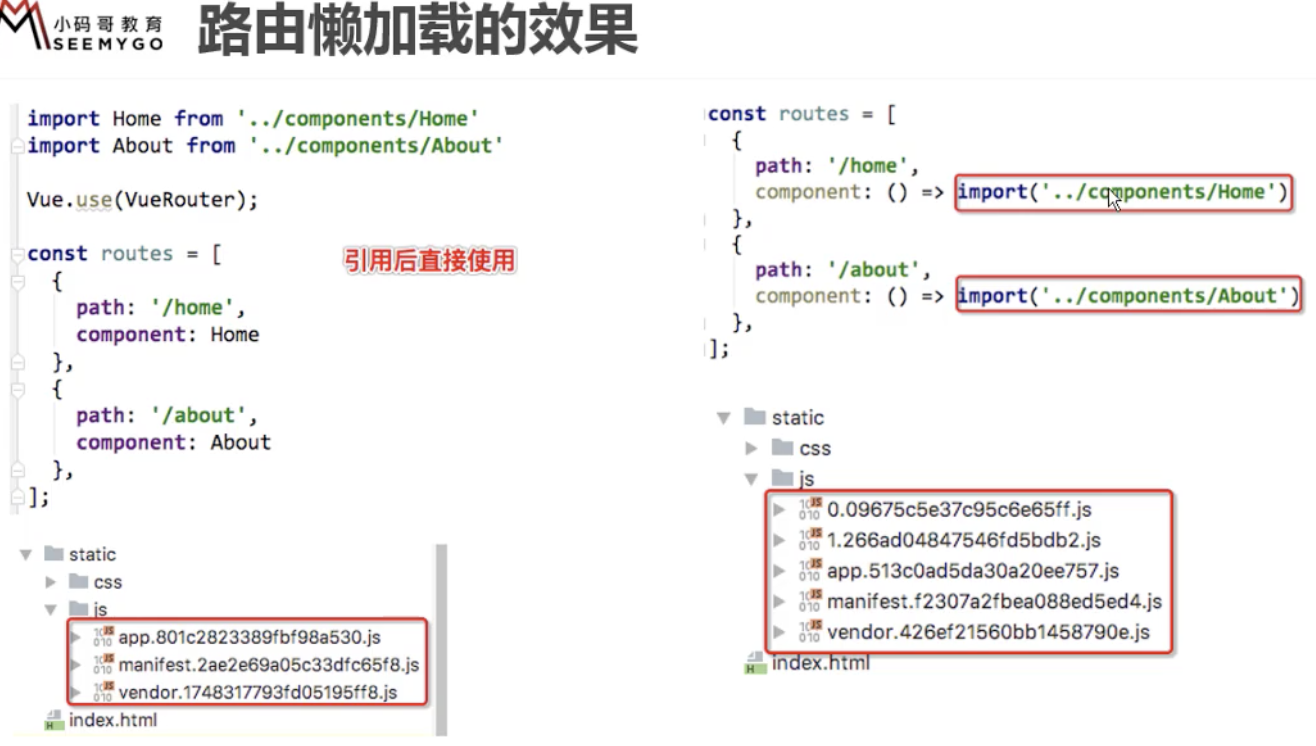 小码哥教育
SEEMYGO
路由懒加载的效果
import Home from '../components/Home'
import About from '../components/About'
Vue.use(VueRouter);
const routes = [
{
path: '/home',
component: Home
},
{
path: '/about',
component: About
},
];
引用后直接使用
static
css
js
app.801c2823389fbf98a530.js
manifest.2ae2e69a05c33dfc65f8.js
vendor.1748317793fd05195ff8.js
index.html
const routes = [
{
path: '/home',
component: () => import('../components/Home')
},
{
path: '/about',
component: () => import('../components/About')
},
];
static
css
js
0.09675c5e37c95c6e65ff.js
1.266ad04847546fd5bdb2.js
app.513c0ad5da30a20ee757.js
manifest.f2307a2fbea088ed5ed4.js
vendor.426ef21560bb1458790e.js
index.html